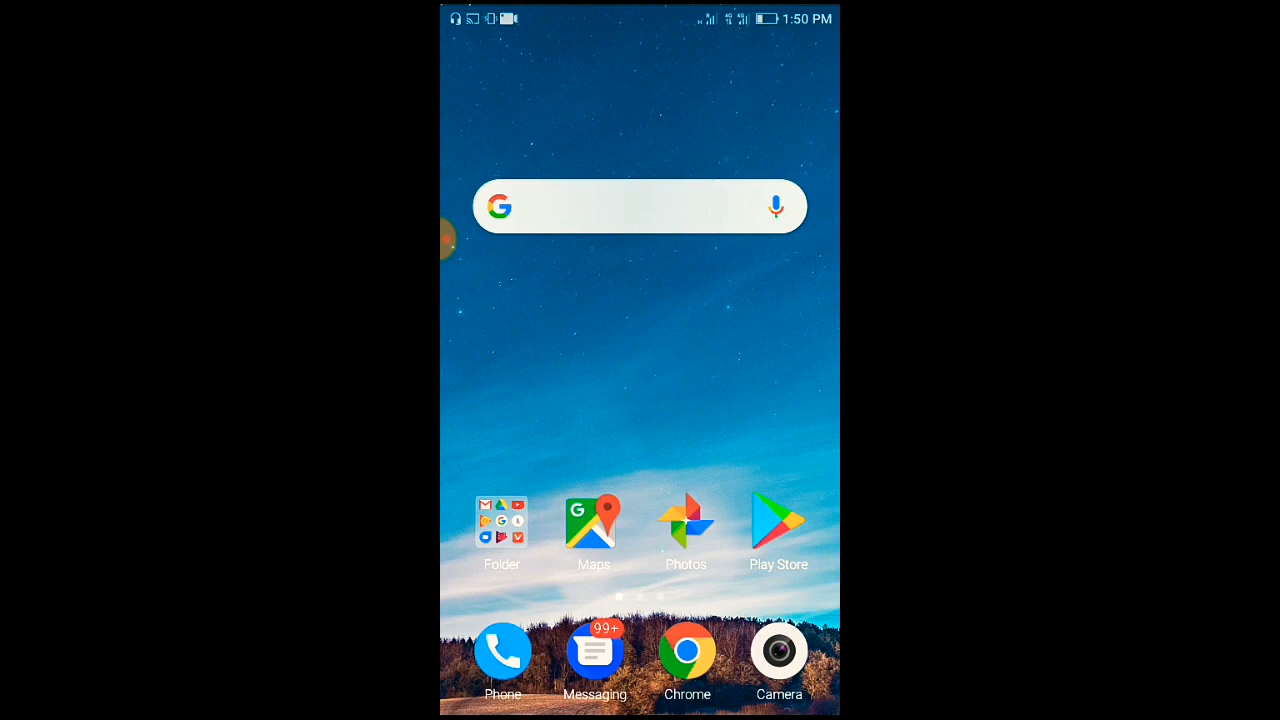 1:50 PM
Folder
Maps
Photos
Play Store
99+
Phone
Messaging
Chrome
Camera